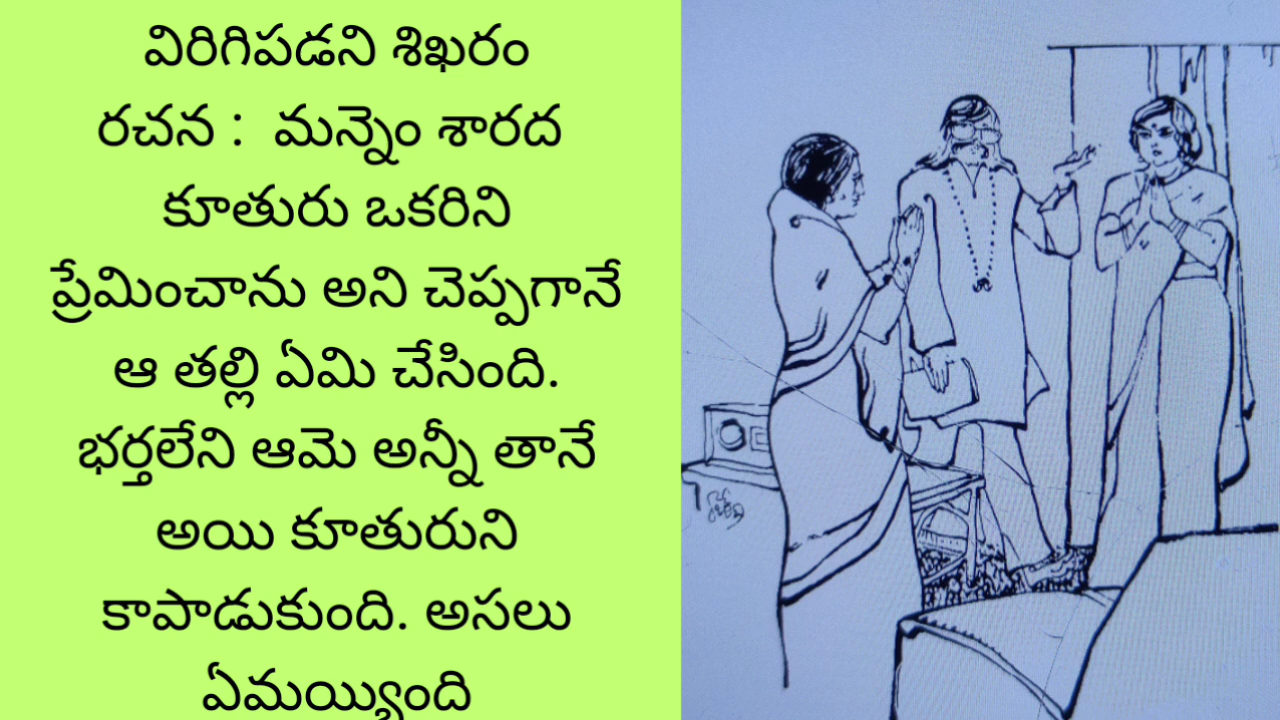 విరిగిపడని శిఖరం
రచన : మన్నెం శారద
కూతురు ఒకరిని
ప్రేమించాను అని చెప్పగానే
ఆ తల్లి ఏమి చేసింది.
భర్తలేని ఆమె అన్నీ తానే
అయి కూతురుని
కాపాడుకుంది. అసలు
ఏమయ్యింది